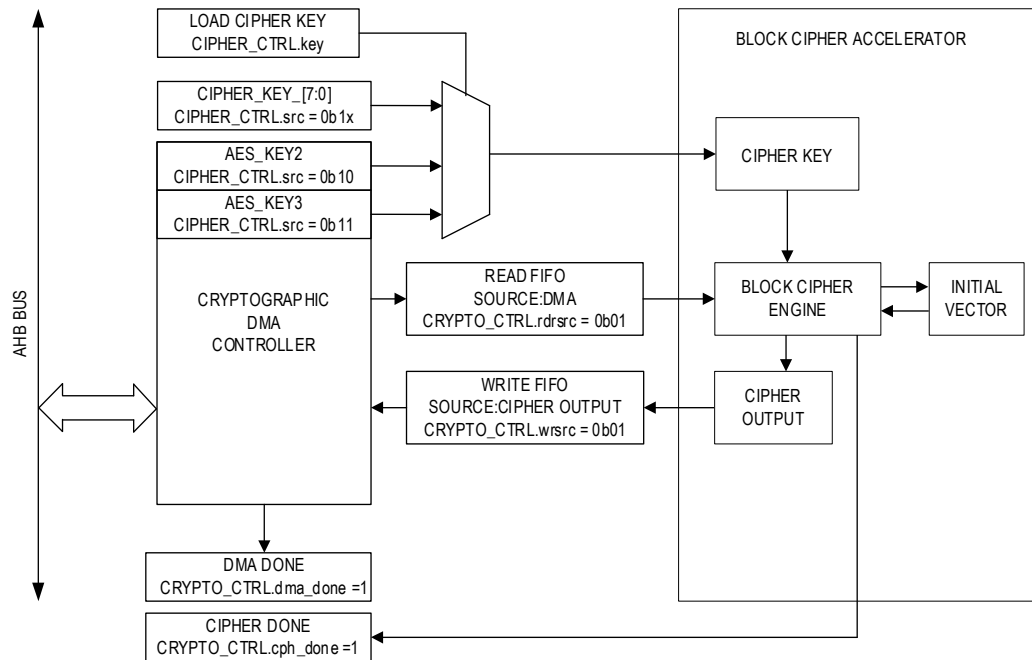 LOAD CIPHER KEY
CIPHER_CTRL.key
BLOCK CIPHER ACCELERATOR
CIPHER_KEY_[7:0]
CIPHER_CTRL.src = 0b1x
AES_KEY2
CIPHER_CTRL.src = 0b10
AES_KEY3
CIPHER_CTRL.src = 0b11
CIPHER KEY
AHB BUS
CRYPTOGRAPHIC
DMA
CONTROLLER
READ FIFO
SOURCE:DMA
CRYPTO_CTRL.rdrsrc = 0b01
BLOCK CIPHER
ENGINE
INITIAL
VECTOR
WRITE FIFO
SOURCE:CIPHER OUTPUT
CRYPTO_CTRL.wrsrc = 0b01
CIPHER
OUTPUT
DMA DONE
CRYPTO_CTRL.dma_done =1
CIPHER DONE
CRYPTO_CTRL.cph_done =1